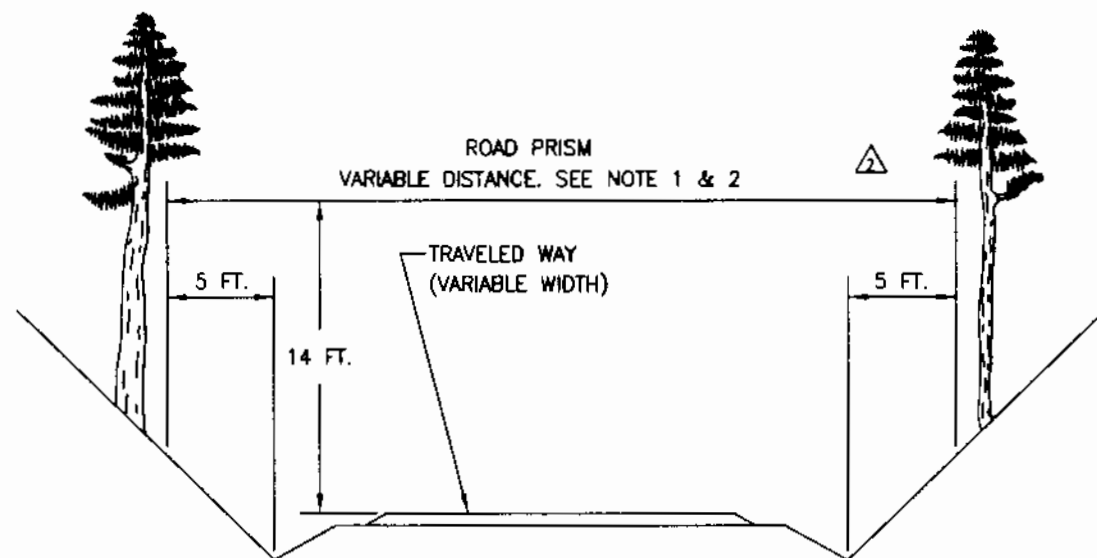 ROAD PRISM
VARIABLE DISTANCE. SEE NOTE 1 & 2
2
TRAVELED WAY
(VARIABLE WIDTH)
5 FT.
5 FT.
14 FT.